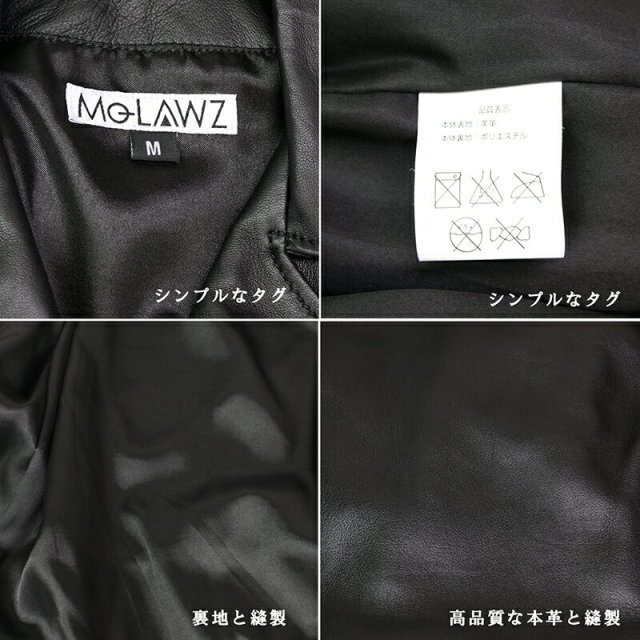 MO-LAWZ
M
シンプルなタグ
品質表示
本体表地：羊革
本体裏地：ポリエステル
シンプルなタグ
裏地と縫製
高品質な本革と縫製